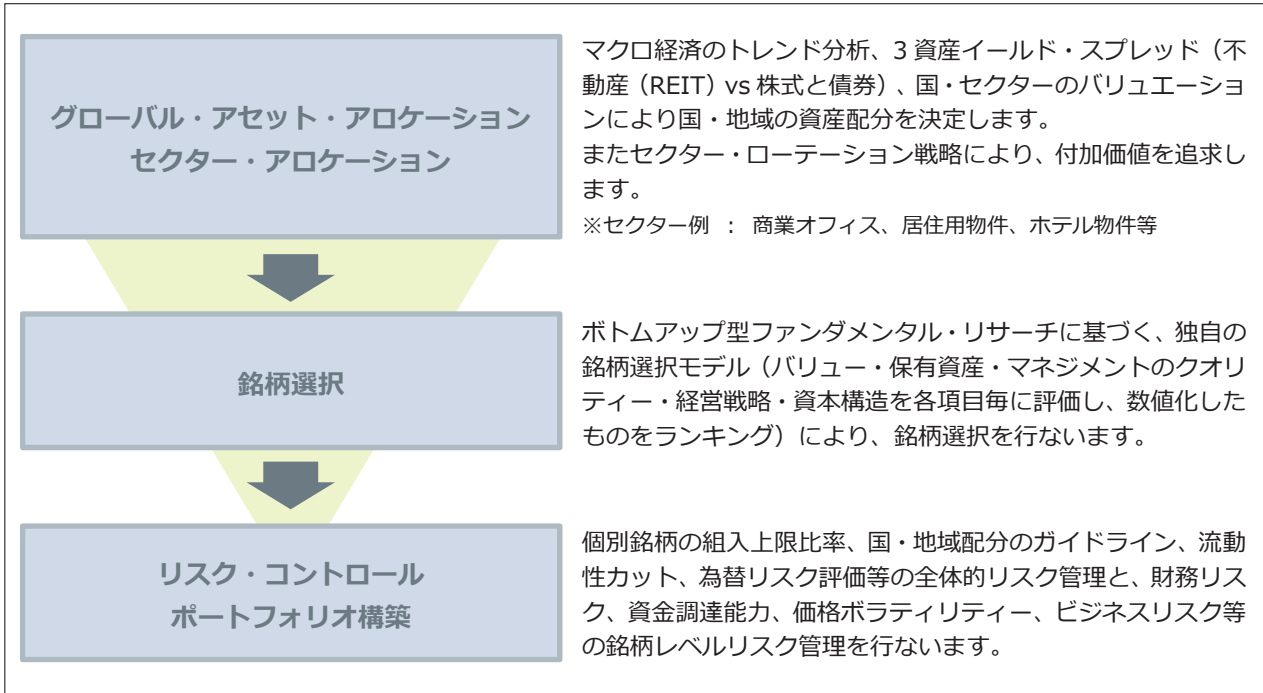 グローバル・アセット・アロケーション
セクター・アロケーション
マクロ経済のトレンド分析、3 資産イールド・スプレッド（不
動産（REIT）vs 株式と債券）、国・セクターのバリュエーショ
ンにより国・地域の資産配分を決定します。
またセクター・ローテーション戦略により、付加価値を追求し
ます。
※セクター例 ： 商業オフィス、居住用物件、ホテル物件等
銘柄選択
ボトムアップ型ファンダメンタル・リサーチに基づく、独自の
銘柄選択モデル（バリュー・保有資産・マネジメントのクオリ
ティー・経営戦略・資本構造を各項目毎に評価し、数値化した
ものをランキング）により、銘柄選択を行ないます。
リスク・コントロール
ポートフォリオ構築
個別銘柄の組入上限比率、国・地域配分のガイドライン、流動
性カット、為替リスク評価等の全体的リスク管理と、財務リス
ク、資金調達能力、価格ボラティリティー、ビジネスリスク等
の銘柄レベルリスク管理を行ないます。